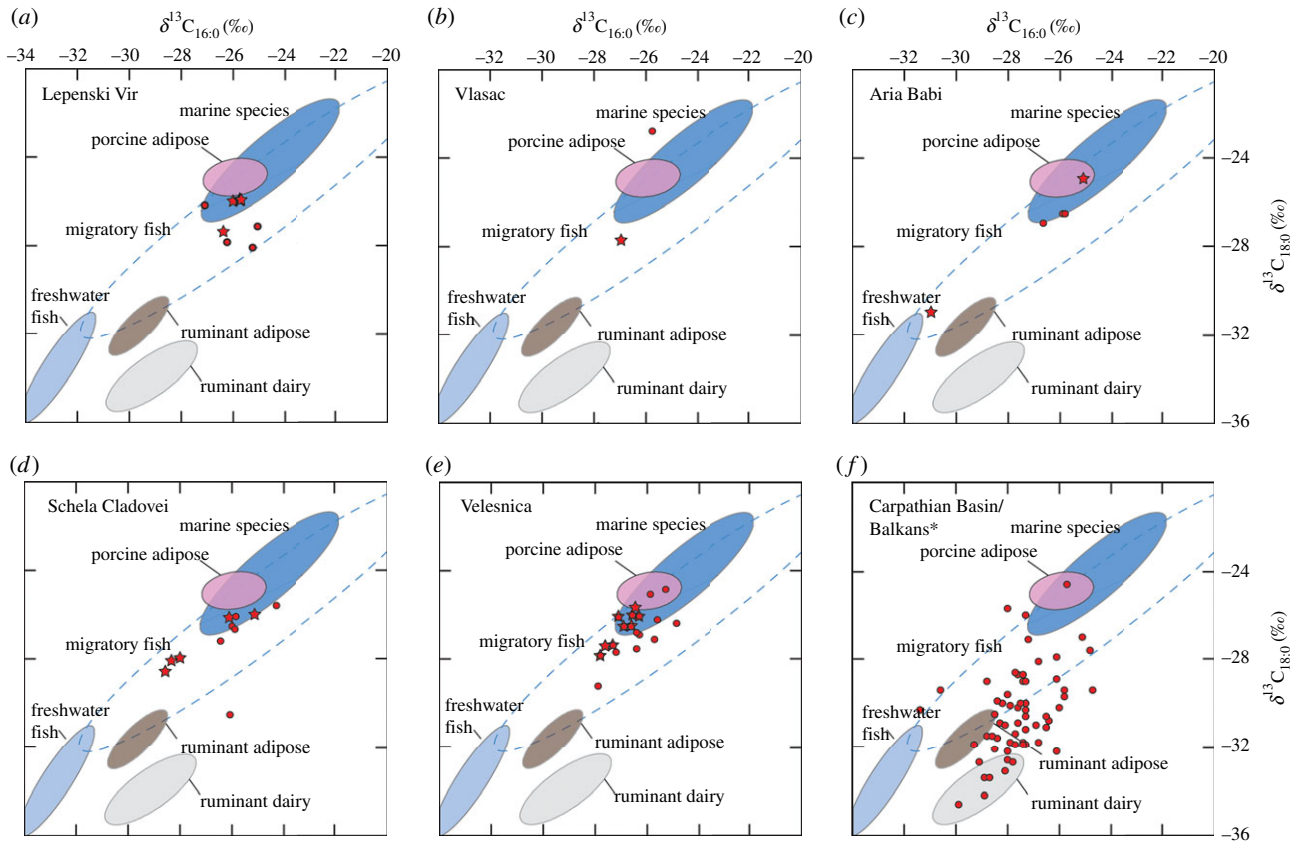 (a) δ13C16:0 (‰)
–34 –32 –30 –28 –26 –24 –22 –20
Lepenski Vir
marine species
porcine adipose
migratory fish
freshwater
fish
ruminant adipose
ruminant dairy
(b) δ13C16:0 (‰)
–32 –30 –28 –26 –24 –22 –20
Vlasac
marine species
porcine adipose
migratory fish
freshwater
fish
ruminant adipose
ruminant dairy
(c) δ13C16:0 (‰)
–32 –30 –28 –26 –24 –22 –20
Aria Babi
marine species
porcine adipose
migratory fish
freshwater
fish
ruminant adipose
ruminant dairy
–24
–28
–32
–36
δ13C18:0 (‰)
(d)
Schela Cladovei
marine species
porcine adipose
migratory fish
freshwater
fish
ruminant adipose
ruminant dairy
(e)
Velesnica
marine species
porcine adipose
migratory fish
freshwater
fish
ruminant adipose
ruminant dairy
(f)
Carpathian Basin/
Balkans*
marine species
porcine adipose
migratory fish
freshwater
fish
ruminant adipose
ruminant dairy
–24
–28
–32
–36
δ13C18:0 (‰)